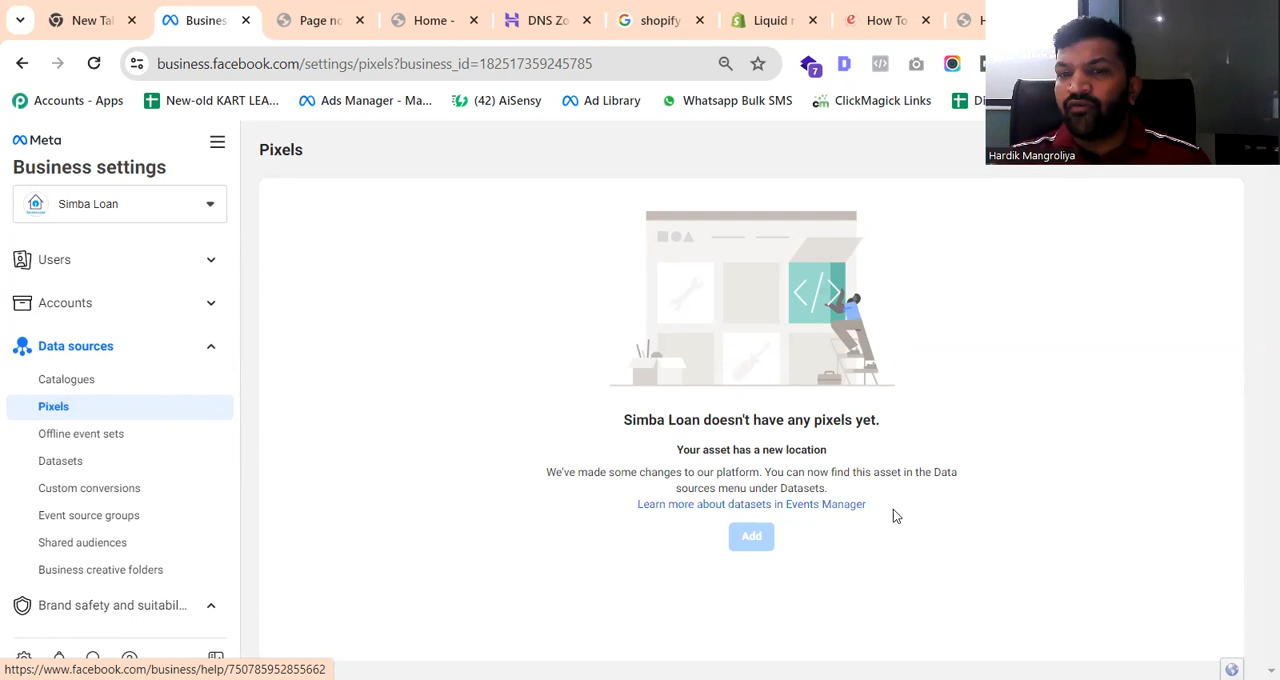 New Tal
Busines
Page no
Home -
DNS Zo
shopify
Liquid r
How To
business.facebook.com/settings/pixels?business_id=182517359245785
7
Accounts - Apps
New-old KART LEA...
Ads Manager - Ma...
(42) AiSensy
Ad Library
Whatsapp Bulk SMS
ClickMagick Links
Hardik Mangroliya
Meta
Business settings
Simba Loan
Users
Accounts
Data sources
Catalogues
Pixels
Offline event sets
Datasets
Custom conversions
Event source groups
Shared audiences
Business creative folders
Brand safety and suitabil...
Pixels
Simba Loan doesn't have any pixels yet.
Your asset has a new location
We've made some changes to our platform. You can now find this asset in the Data
sources menu under Datasets.
Learn more about datasets in Events Manager
Add
https://www.facebook.com/business/help/750785952855662